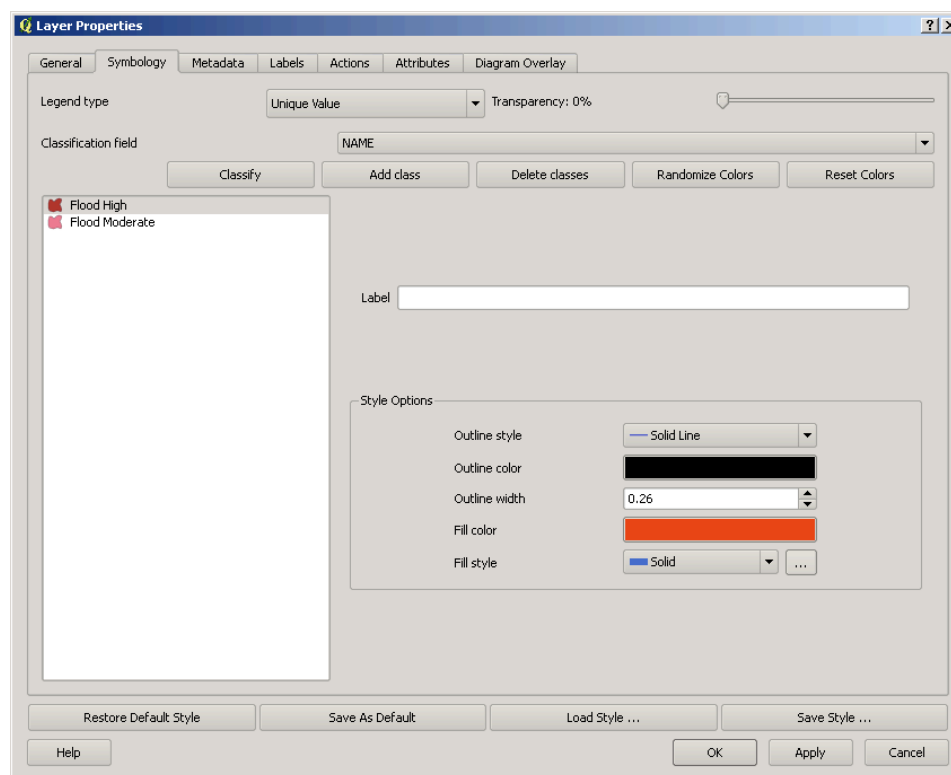 Layer Properties
General Symbology Metadata Labels Actions Attributes Diagram Overlay
Legend type Unique Value Transparency: 0%
Classification field NAME
Classify Add class Delete classes Randomize Colors Reset Colors
Flood High
Flood Moderate
Label
Style Options
Outline style Solid Line
Outline color
Outline width 0.26
Fill color
Fill style Solid ...
Restore Default Style Save As Default Load Style ... Save Style ...
Help OK Apply Cancel